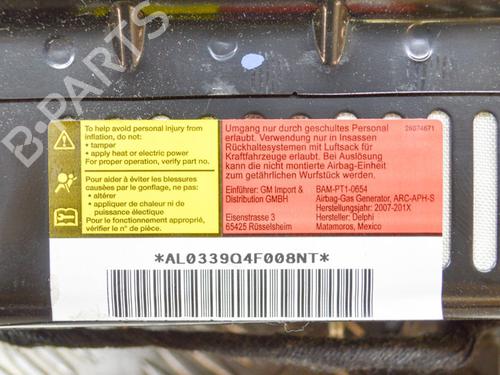 B-PARTS
To help avoid personal injury from
inflation, do not:
• tamper
• apply heat or electric power
For proper operation, verify part no.
Pour aider à éviter les blessures
causées par le gonflage, ne pas:
• altérer
• appliquer de chaleur ni de
puissance électrique
Pour le fonctionnement approprié,
vérifier le n° de pièce.
28074671
Umgang nur durch geschultes Personal
erlaubt. Verwendung nur in Insassen
Rückhaltesystemen mit Luftsack für
Kraftfahrzeuge erlaubt. Bei Auslösung
kann die nicht montierte Airbag-Einheit
zum gefährlichen Wurfkörper werden.
Einführer: GM Import &
Distribution GMBH
Eisenstrasse 3
65425 Rüsselsheim
BAM-PT1-0654
Airbag-Gas Generator, ARC-APH-S
Herstellungsjahr: 2007-201X
Hersteller: Delphi
Matamoros, Mexico
*AL0339Q4F008NT*